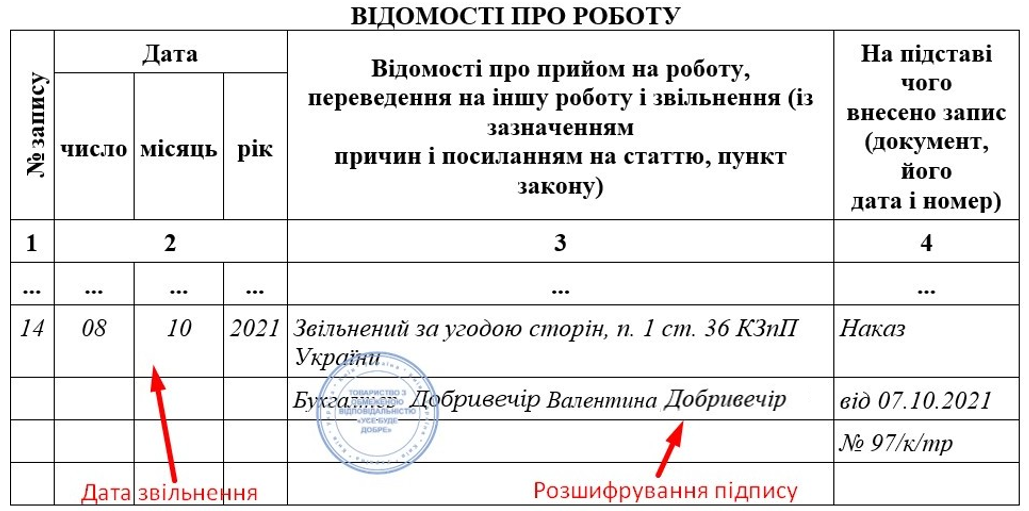 ВІДОМОСТІ ПРО РОБОТУ
№ запису
Дата
число місяць рік
Відомості про прийом на роботу,
переведення на іншу роботу і звільнення (із
зазначенням
причин і посиланням на статтю, пункт
закону)
На підставі
чого
внесено запис
(документ,
його
дата і номер)
1 2 3 4
... ... ... ... ... ...
14 08 10 2021 Звільнений за угодою сторін, п. 1 ст. 36 КЗпП Наказ
України
Бухгалтер Добривечір Валентина Добривечір від 07.10.2021
ТОВАРИСТВО З
ОБМЕЖЕНОЮ
ВІДПОВІДАЛЬНІСТЮ
«УСЕ БУДЕ
ДОБРЕ»
№ 97/к/тр
Дата звільнення
Розшифрування підпису